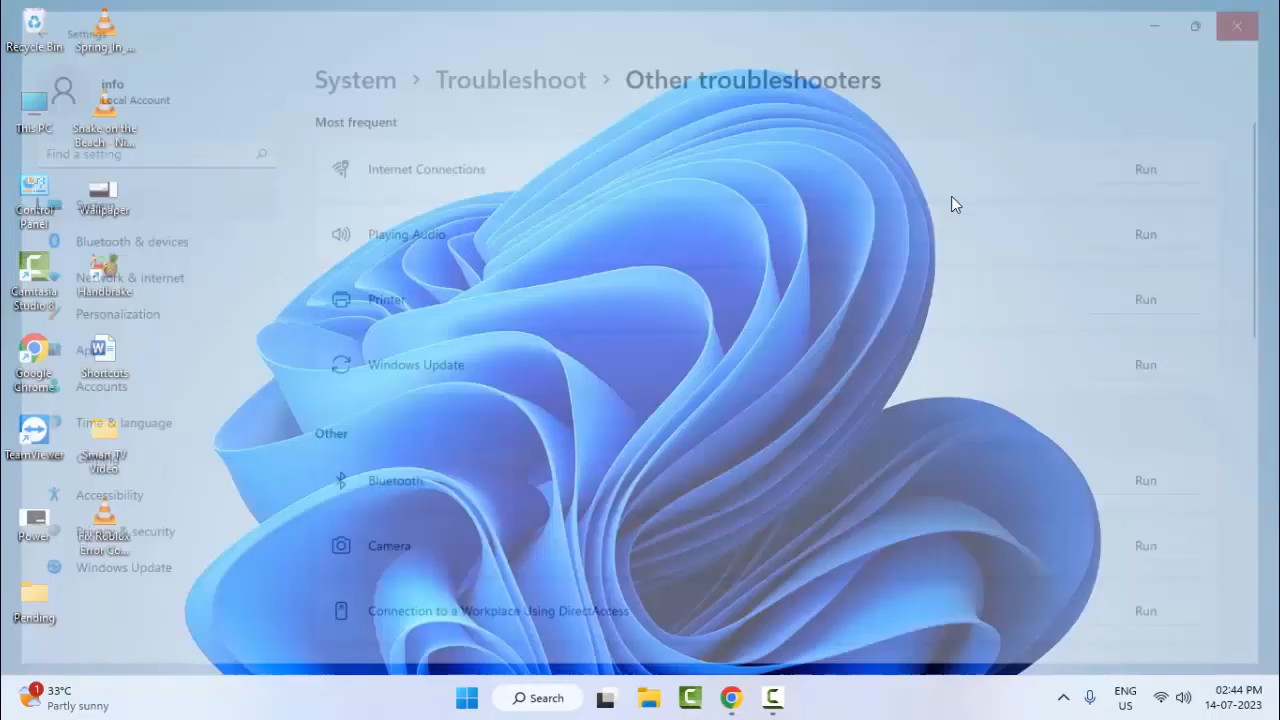 Recycle Bin
Spring In_...
Settings
info
Local Account
This PC
Snake on the
Beach - Ni...
Find a setting
Control
Panel
Wallpaper
Bluetooth & devices
Network & internet
Camtasia
Studio 8
Handbrake
Personalization
Google
Chrome
Shortcuts
Accounts
Time & language
TeamViewer
Smart TV
Video
Accessibility
Power
Fix Roblox
Error Co...
Privacy & security
Windows Update
Pending
System > Troubleshoot > Other troubleshooters
Most frequent
Internet Connections Run
Playing Audio Run
Printer Run
Windows Update Run
Other
Bluetooth Run
Camera Run
Connection to a Workplace Using DirectAccess Run
1
33°C
Partly sunny
Search
ENG
US
02:44 PM
14-07-2023